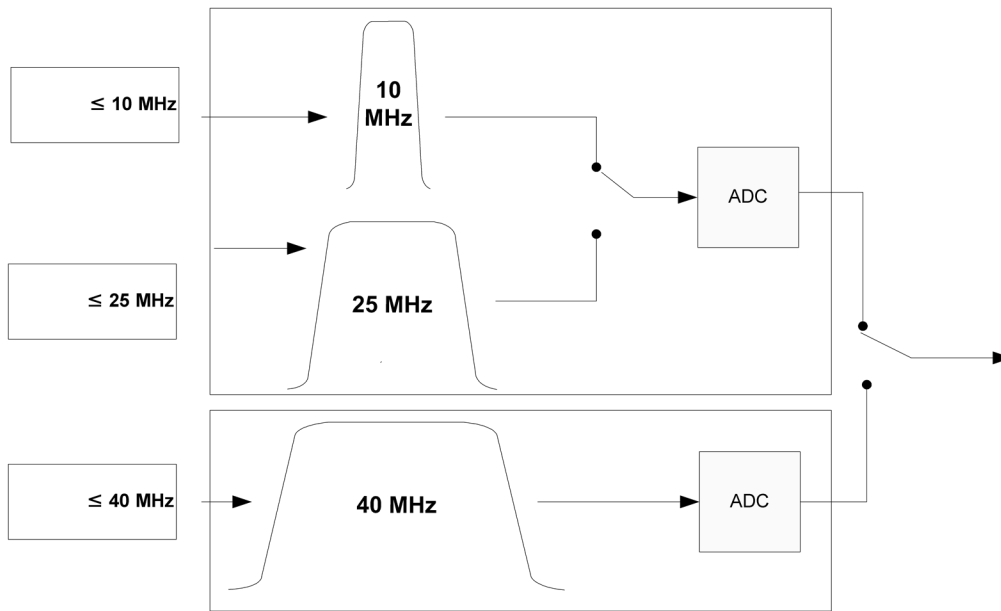 ≤ 10 MHz
10
MHz
ADC
≤ 25 MHz
25 MHz
≤ 40 MHz
40 MHz
ADC